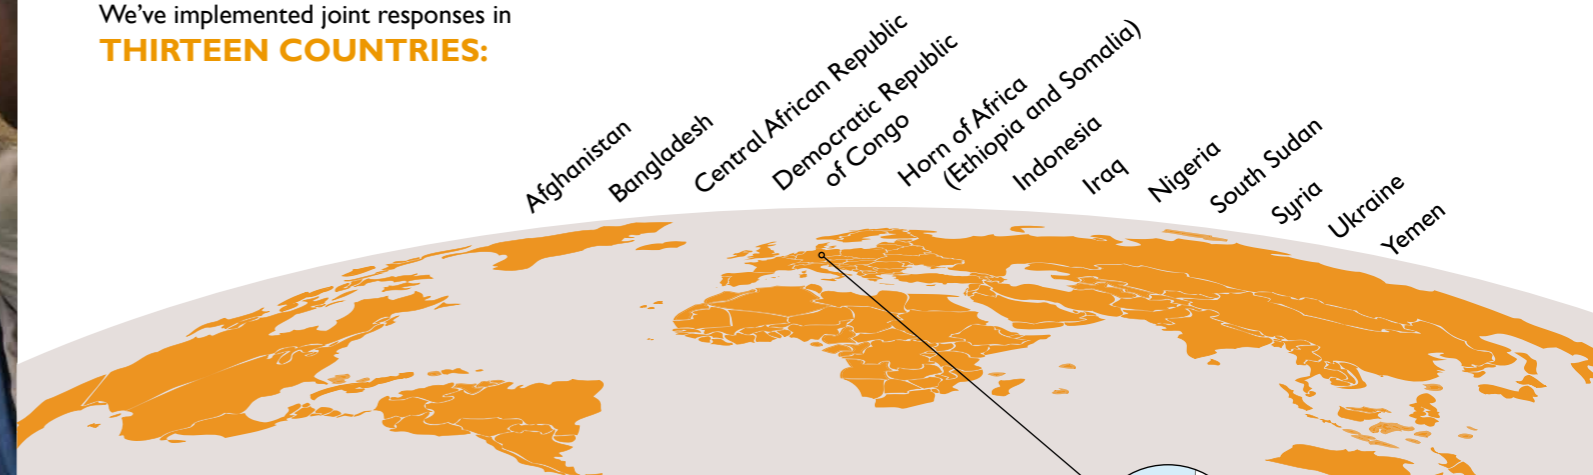 We’ve implemented joint responses in
THIRTEEN COUNTRIES:
Afghanistan
Bangladesh
Central African Republic
Democratic Republic
of Congo
Horn of Africa
(Ethiopia and Somalia)
Indonesia
Iraq
Nigeria
South Sudan
Syria
Ukraine
Yemen